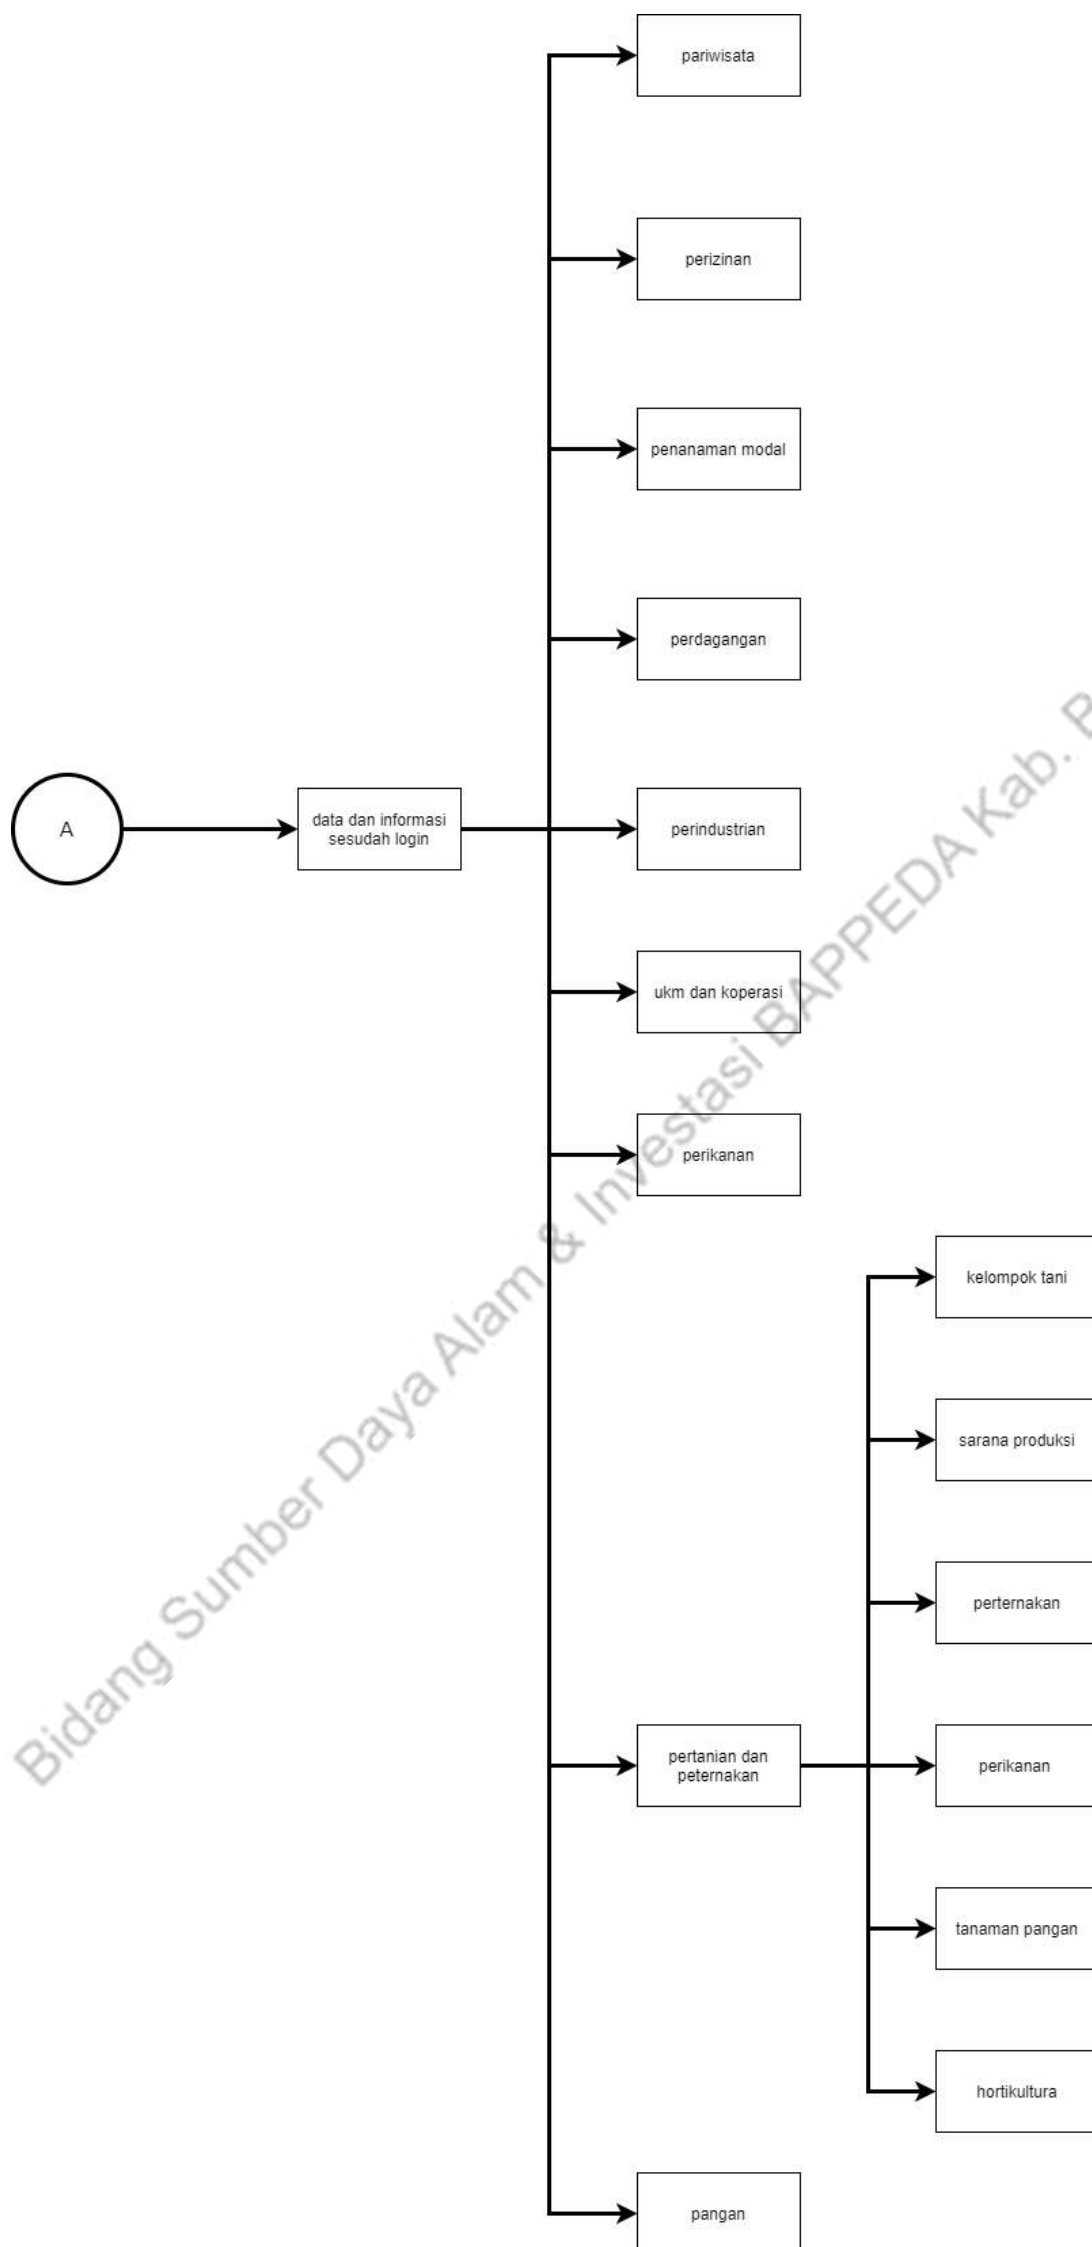 pariwisata
perizinan
penanaman modal
perdagangan
A
data dan informasi
sesudah login
perindustrian
ukm dan koperasi
perikanan
kelompok tani
sarana produksi
perternakan
pertanian dan
peternakan
perikanan
tanaman pangan
hortikultura
pangan
Bidang Sumber Daya Alam & Investasi BAPPEDA Kab. B